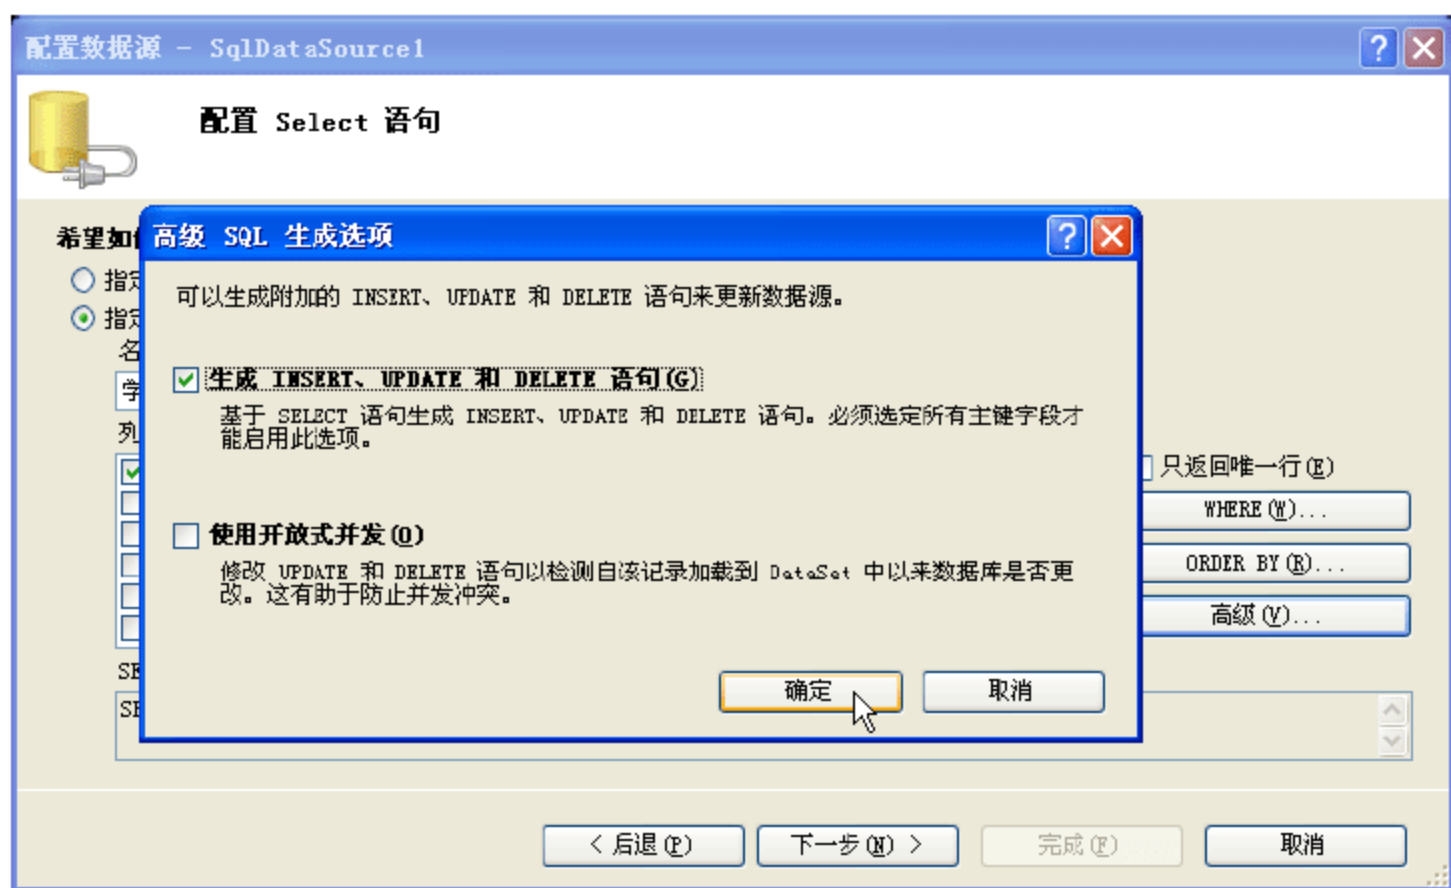 配置数据源 - SqlDataSource1
配置 Select 语句
希望如
高级 SQL 生成选项
指定
指定
名
学
列
可以生成附加的 INSERT、UPDATE 和 DELETE 语句来更新数据源。
生成 INSERT、UPDATE 和 DELETE 语句(G)
基于 SELECT 语句生成 INSERT、UPDATE 和 DELETE 语句。必须选定所有主键字段才
能启用此选项。
使用开放式并发(O)
修改 UPDATE 和 DELETE 语句以检测自该记录加载到 DataSet 中以来数据库是否更
改。这有助于防止并发冲突。
确定
取消
只返回唯一行(E)
WHERE(W)...
ORDER BY(R)...
高级(V)...
SE
SE
< 后退(P)
下一步(N) >
完成(F)
取消